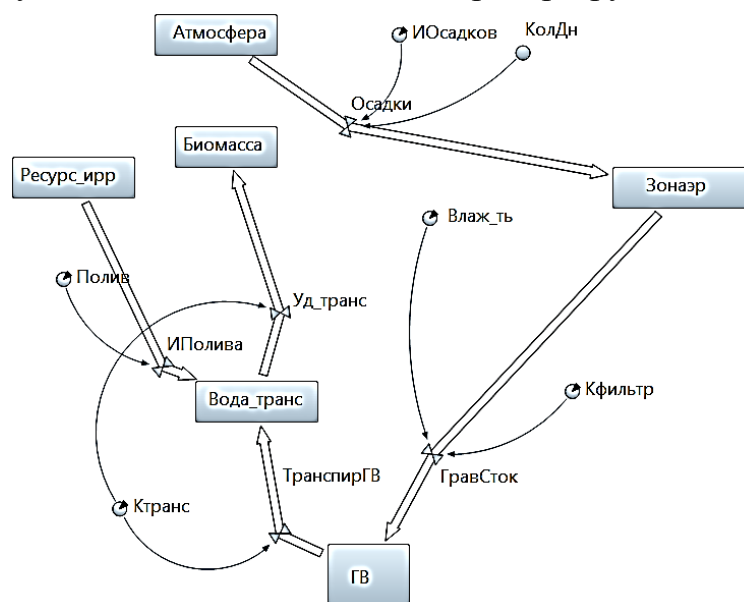 Атмосфера
ИОсадков
КолДн
Осадки
Биомасса
Ресурс_ирр
Зонаэр
Влаж_ть
Полив
Уд_транс
ИПолива
Вода_транс
Кфильтр
ТранспирГВ
ГравСток
Ктранс
ГВ